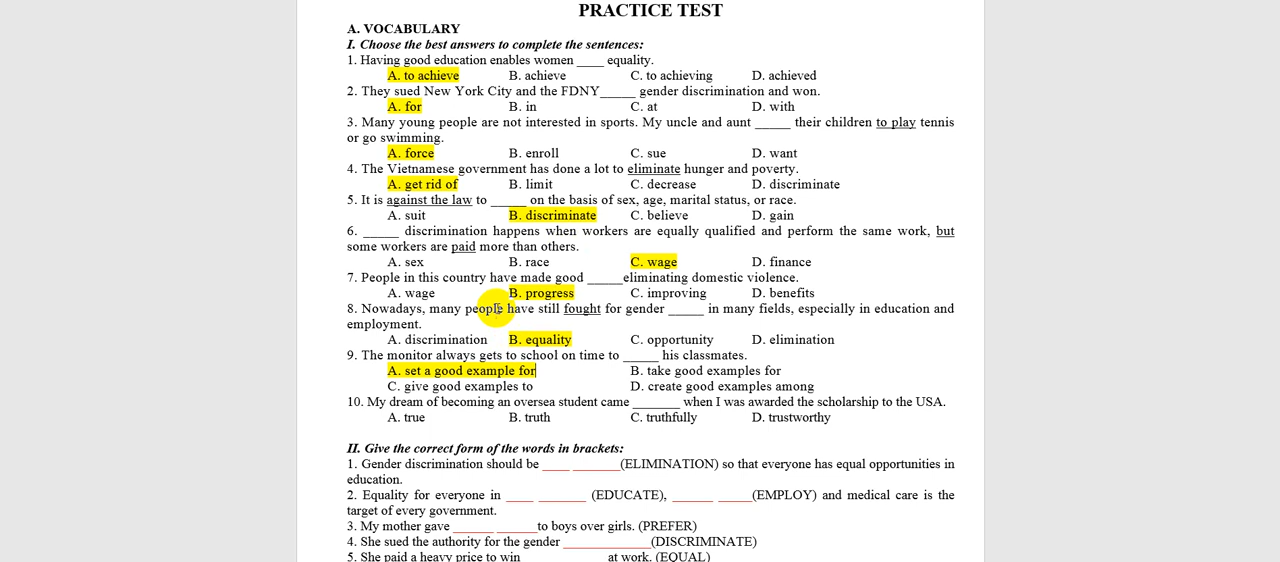 PRACTICE TEST
A. VOCABULARY
I. Choose the best answers to complete the sentences:
1. Having good education enables women ____ equality.
A. to achieve B. achieve C. to achieving D. achieved
2. They sued New York City and the FDNY_____ gender discrimination and won.
A. for B. in C. at D. with
3. Many young people are not interested in sports. My uncle and aunt _____ their children to play tennis
or go swimming.
A. force B. enroll C. sue D. want
4. The Vietnamese government has done a lot to eliminate hunger and poverty.
A. get rid of B. limit C. decrease D. discriminate
5. It is against the law to _____ on the basis of sex, age, marital status, or race.
A. suit B. discriminate C. believe D. gain
6. _____ discrimination happens when workers are equally qualified and perform the same work, but
some workers are paid more than others.
A. sex B. race C. wage D. finance
7. People in this country have made good _____eliminating domestic violence.
A. wage B. progress C. improving D. benefits
8. Nowadays, many people have still fought for gender _____ in many fields, especially in education and
employment.
A. discrimination B. equality C. opportunity D. elimination
9. The monitor always gets to school on time to _____ his classmates.
A. set a good example for B. take good examples for
C. give good examples to D. create good examples among
10. My dream of becoming an oversea student came _______ when I was awarded the scholarship to the USA.
A. true B. truth C. truthfully D. trustworthy
II. Give the correct form of the words in brackets:
1. Gender discrimination should be ____ _______(ELIMINATION) so that everyone has equal opportunities in
education.
2. Equality for everyone in ____ _______ (EDUCATE), ______ _____(EMPLOY) and medical care is the
target of every government.
3. My mother gave ______ ______to boys over girls. (PREFER)
4. She sued the authority for the gender _____________(DISCRIMINATE)
5. She paid a heavy price to win ____________ at work. (EQUAL)